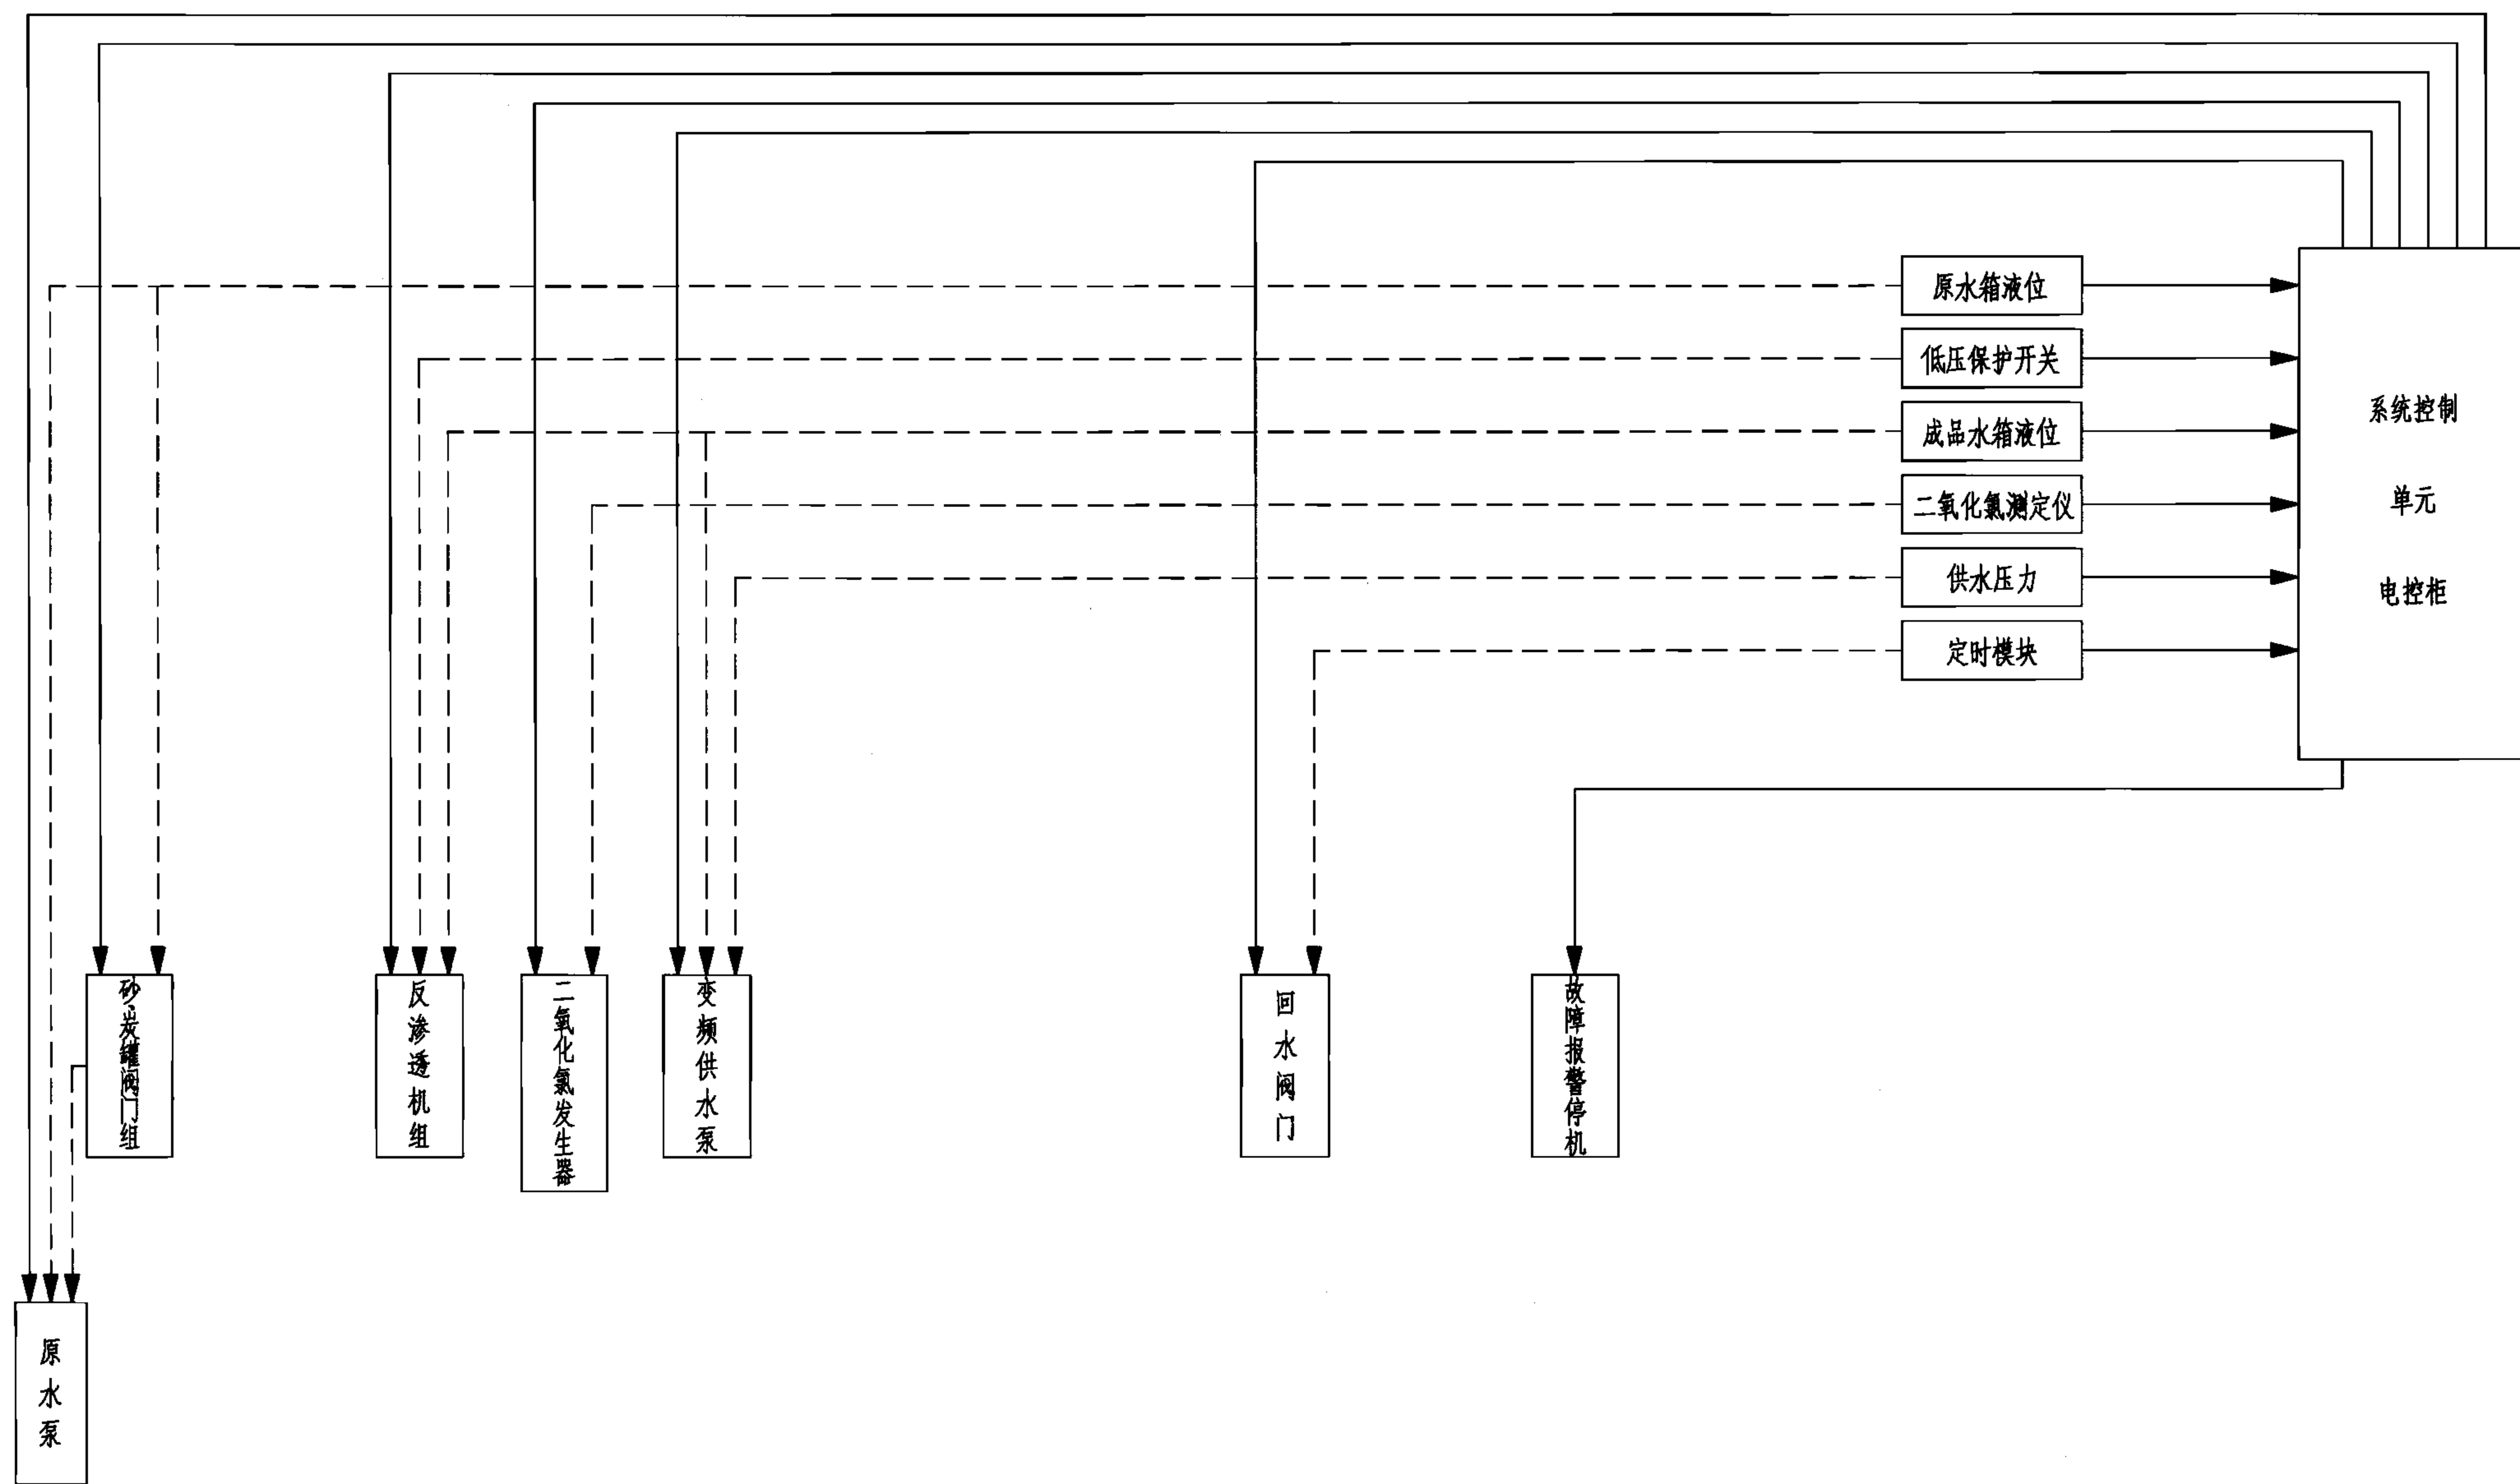 原水箱液位
低压保护开关
成品水箱液位
二氧化氯测定仪
供水压力
定时模块
系统控制
单元
电控柜
砂、炭罐阀门组
反渗透机组
二氧化氯发生器
变频供水泵
回水阀门
故障报警停机
原水泵